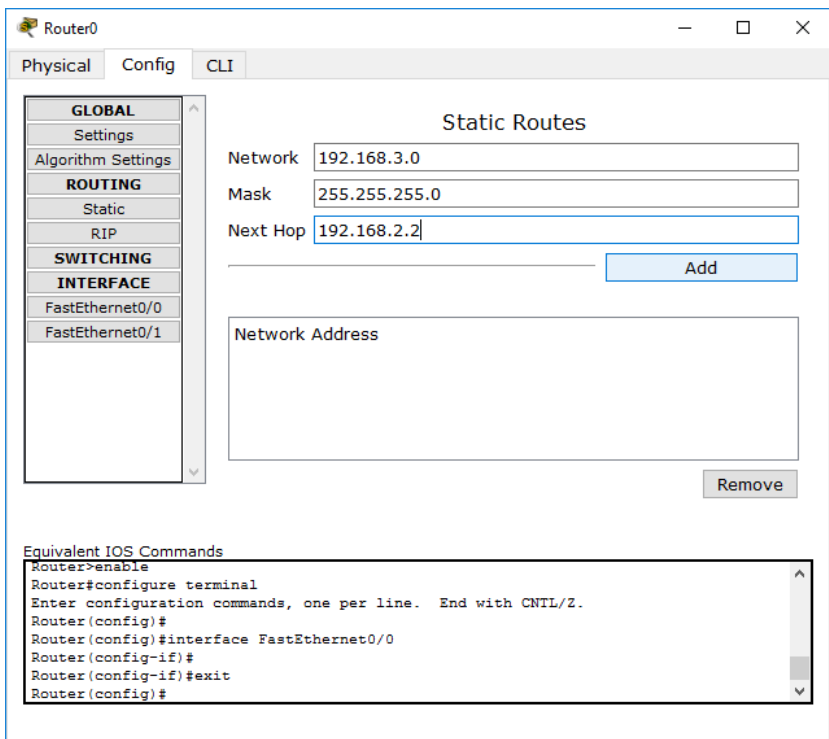 Router0
Physical Config CLI
GLOBAL
Settings
Algorithm Settings
ROUTING
Static
RIP
SWITCHING
INTERFACE
FastEthernet0/0
FastEthernet0/1
Static Routes
Network 192.168.3.0
Mask 255.255.255.0
Next Hop 192.168.2.2
Add
Network Address
Remove
Equivalent IOS Commands
Router>enable
Router#configure terminal
Enter configuration commands, one per line.  End with CNTL/Z.
Router(config)#
Router(config)#interface FastEthernet0/0
Router(config-if)#
Router(config-if)#exit
Router(config)#